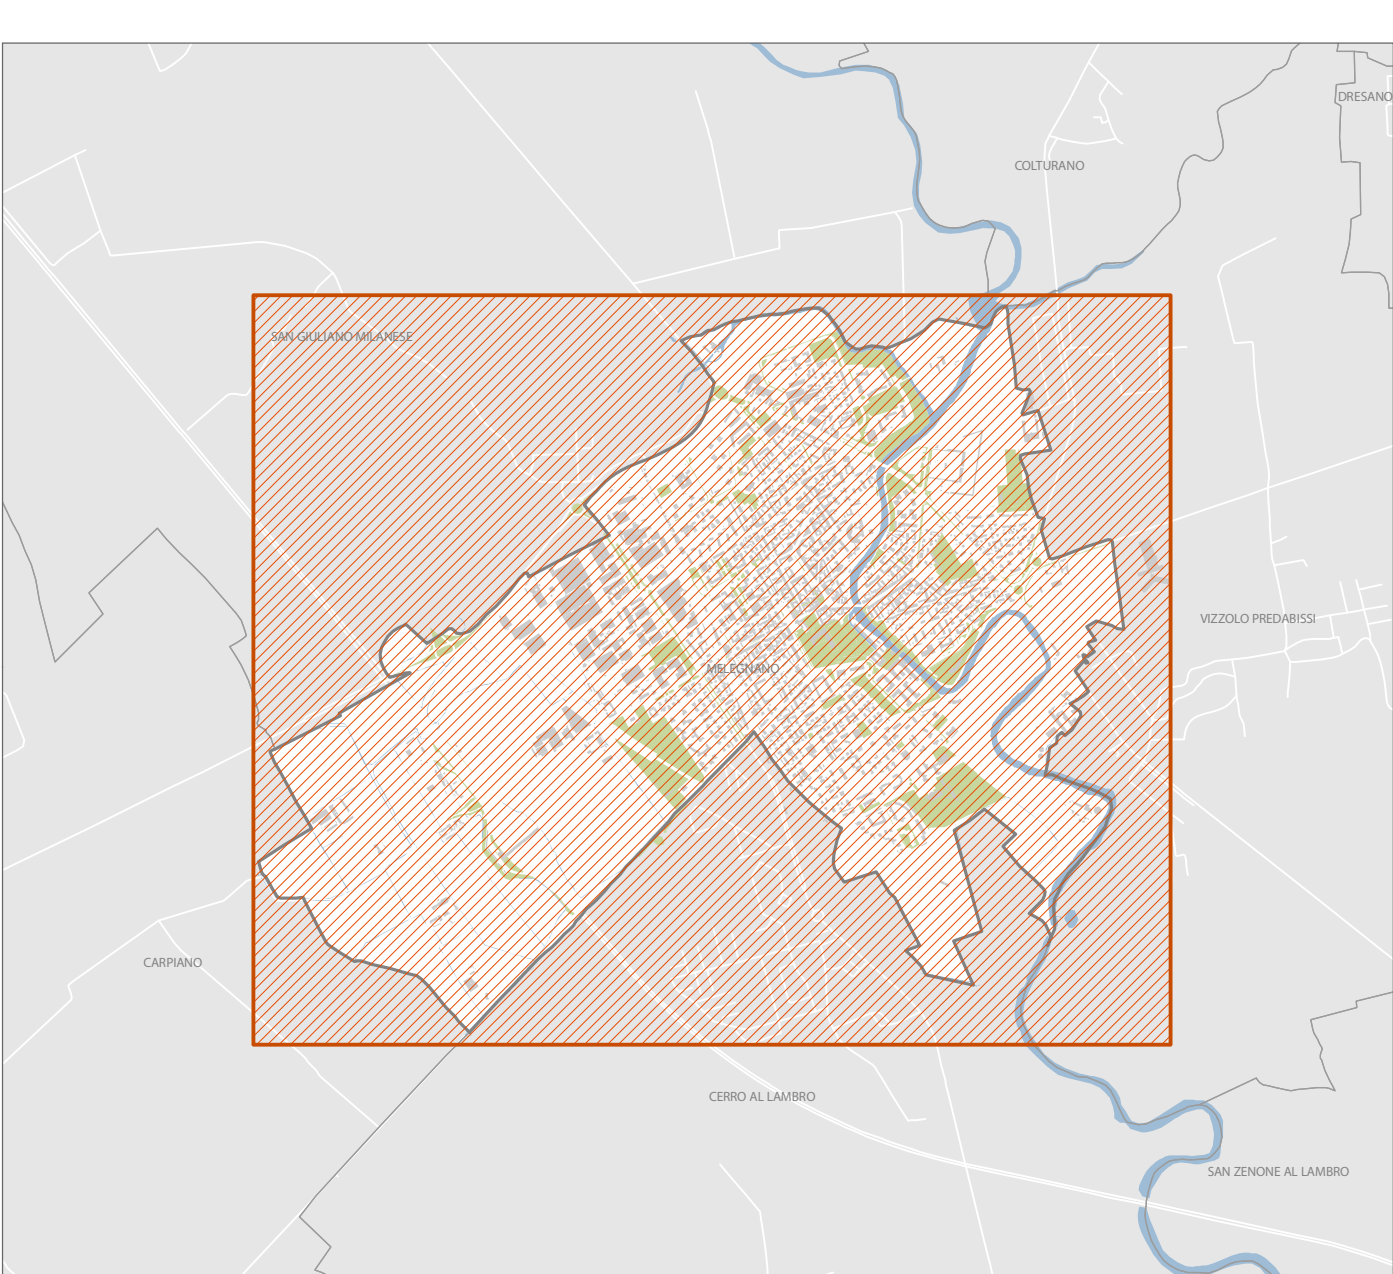 DRESANO
COLTURANO
SAN GIULIANO MILANESE
VIZZOLO PREDABISSI
MELEGNANO
CARPIANO
CERRO AL LAMBRO
SAN ZENONE AL LAMBRO